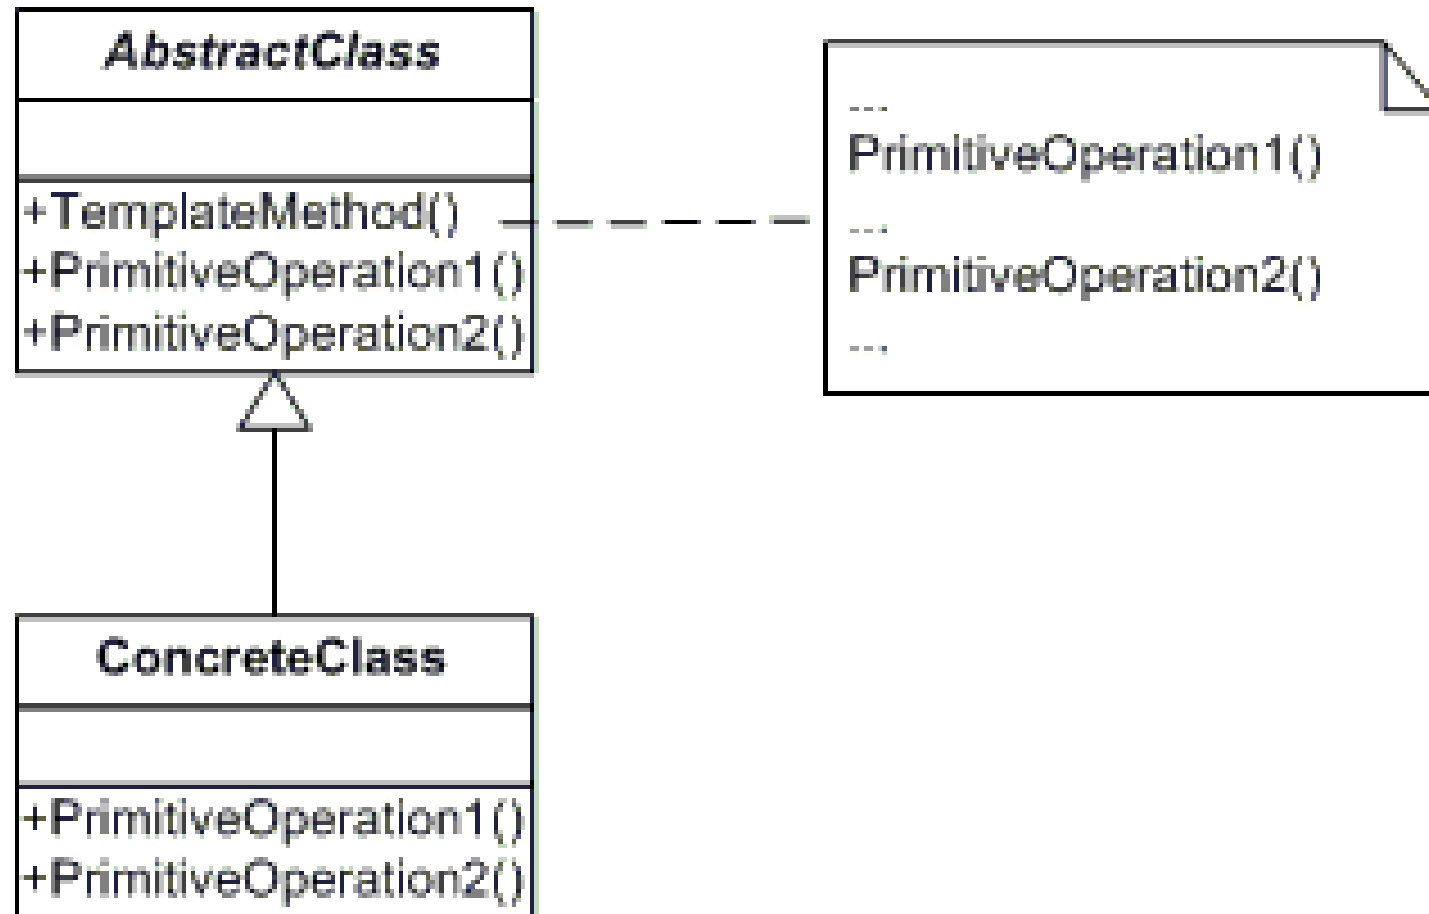 AbstractClass
+TemplateMethod()
+PrimitiveOperation1()
+PrimitiveOperation2()
...
PrimitiveOperation1()
...
PrimitiveOperation2()
...
ConcreteClass
+PrimitiveOperation1()
+PrimitiveOperation2()